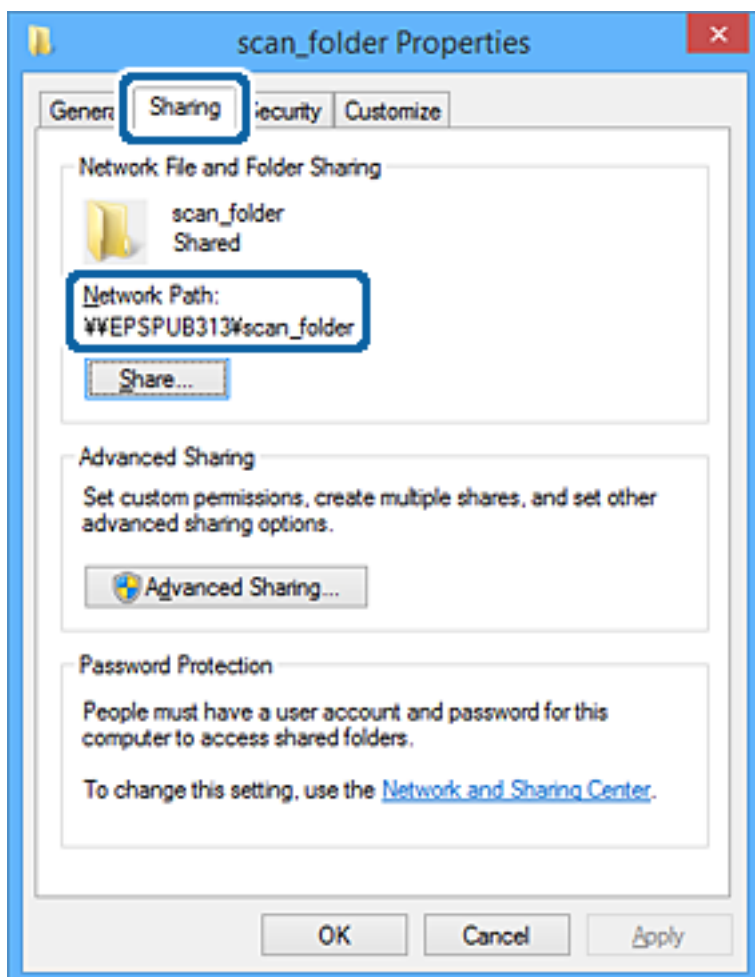 scan_folder Properties
General Sharing Security Customize
Network File and Folder Sharing
scan_folder
Shared
Network Path:
¥¥EPSPUB313¥scan_folder
Share...
Advanced Sharing
Set custom permissions, create multiple shares, and set other
advanced sharing options.
Advanced Sharing...
Password Protection
People must have a user account and password for this
computer to access shared folders.
To change this setting, use the Network and Sharing Center.
OK Cancel Apply